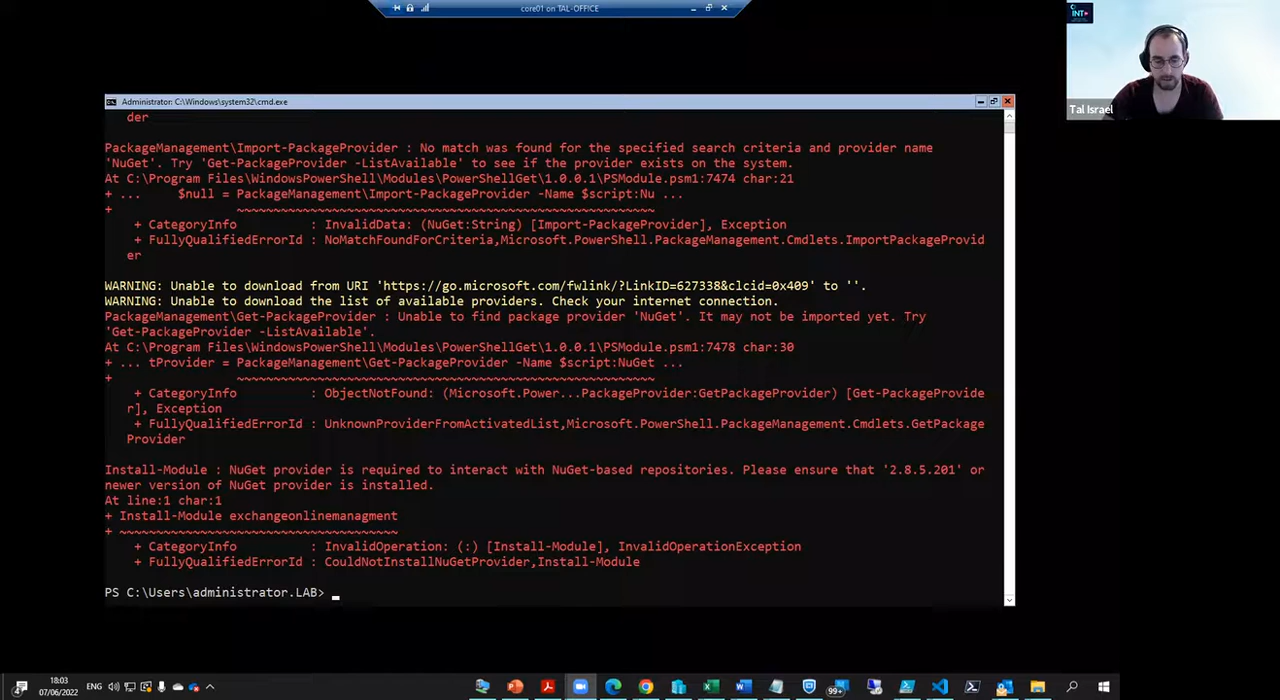 core01 on TAL-OFFICE
INT+
Tal Israel
Administrator: C:\Windows\system32\cmd.exe
der
PackageManagement\Import-PackageProvider : No match was found for the specified search criteria and provider name
'NuGet'. Try 'Get-PackageProvider -ListAvailable' to see if the provider exists on the system.
At C:\Program Files\WindowsPowerShell\Modules\PowerShellGet\1.0.0.1\PSModule.psm1:7474 char:21
+ ...     $null = PackageManagement\Import-PackageProvider -Name $script:Nu ...
+                 ~~~~~~~~~~~~~~~~~~~~~~~~~~~~~~~~~~~~~~~~~~~~~~~~~~~~~~~~~
    + CategoryInfo          : InvalidData: (NuGet:String) [Import-PackageProvider], Exception
    + FullyQualifiedErrorId : NoMatchFoundForCriteria,Microsoft.PowerShell.PackageManagement.Cmdlets.ImportPackageProvid
   er
WARNING: Unable to download from URI 'https://go.microsoft.com/fwlink/?LinkID=627338&clcid=0x409' to ''.
WARNING: Unable to download the list of available providers. Check your internet connection.
PackageManagement\Get-PackageProvider : Unable to find package provider 'NuGet'. It may not be imported yet. Try
'Get-PackageProvider -ListAvailable'.
At C:\Program Files\WindowsPowerShell\Modules\PowerShellGet\1.0.0.1\PSModule.psm1:7478 char:30
+ ... tProvider = PackageManagement\Get-PackageProvider -Name $script:NuGet ...
+                 ~~~~~~~~~~~~~~~~~~~~~~~~~~~~~~~~~~~~~~~~~~~~~~~~~~~~~~~~~
    + CategoryInfo          : ObjectNotFound: (Microsoft.Power...PackageProvider:GetPackageProvider) [Get-PackageProvide
   r], Exception
    + FullyQualifiedErrorId : UnknownProviderFromActivatedList,Microsoft.PowerShell.PackageManagement.Cmdlets.GetPackage
   Provider
Install-Module : NuGet provider is required to interact with NuGet-based repositories. Please ensure that '2.8.5.201' or
newer version of NuGet provider is installed.
At line:1 char:1
+ Install-Module exchangeonlinemanagment
+ ~~~~~~~~~~~~~~~~~~~~~~~~~~~~~~~~~~~~~~
    + CategoryInfo          : InvalidOperation: (:) [Install-Module], InvalidOperationException
    + FullyQualifiedErrorId : CouldNotInstallNuGetProvider,Install-Module
PS C:\Users\administrator.LAB>
18:03
07/06/2022
ENG
99+